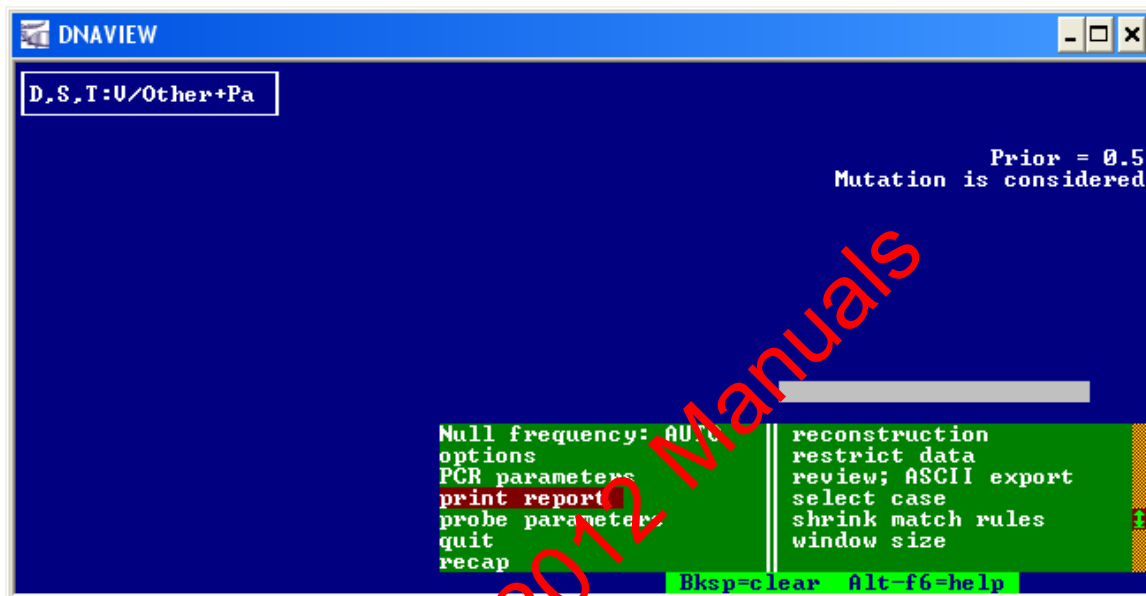 DNAVIEW
D,S,T:V/Other+Pa
Prior = 0.5
Mutation is considered
Null frequency: AUTO
options
PCR parameters
print report
probe parameters
quit
recap
reconstruction
restrict data
review; ASCII export
select case
shrink match rules
window size
Bksp=clear Alt-f6=help
2012 Manuals